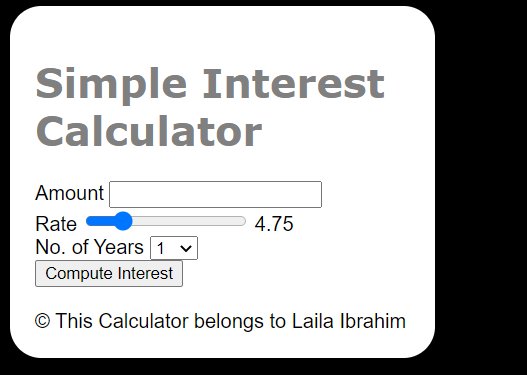 Simple Interest
Calculator
Amount
Rate 4.75
No. of Years 1
Compute Interest
© This Calculator belongs to Laila Ibrahim